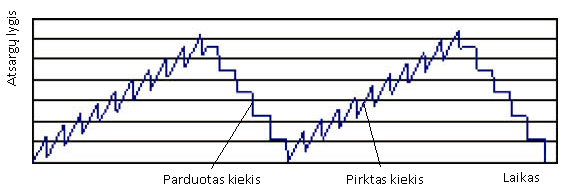 Atsargų lygis
Parduotas kiekis
Pirktas kiekis
Laikas